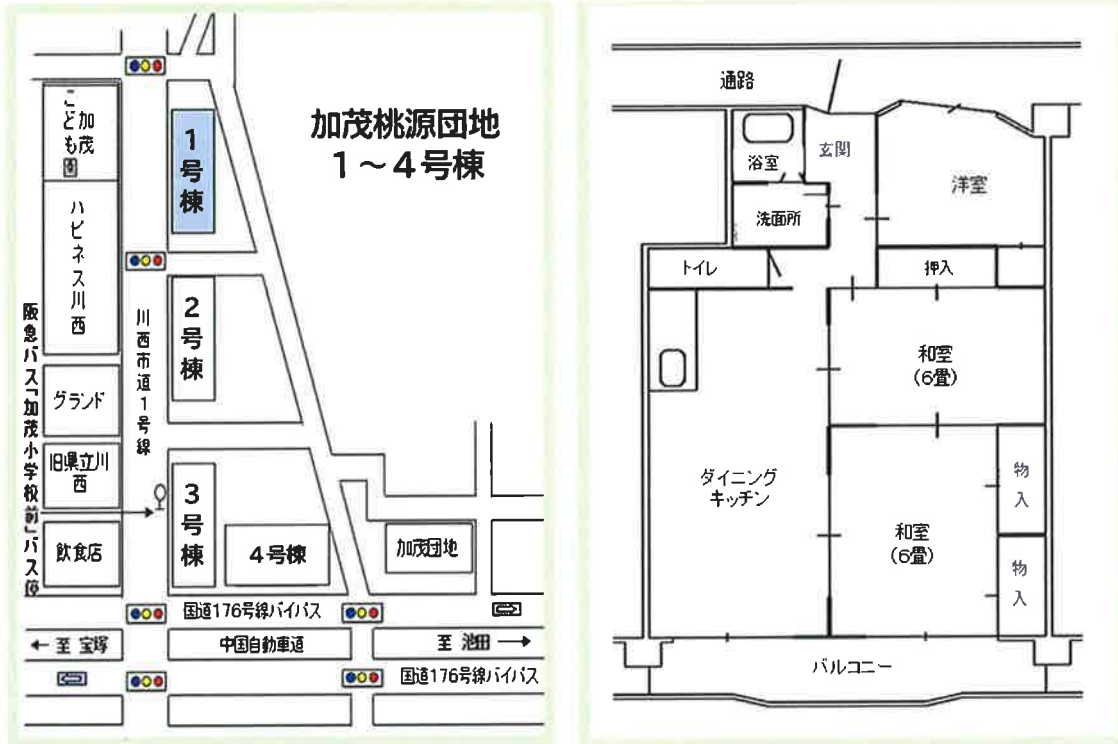 加茂桃源団地
1～4号棟
加茂
こども
ハピネス川西
グランド
旧県立川
西
飲食店
阪急バス「加茂小学校前」バス停
川西市道1号線
1号棟
2号棟
3号棟
4号棟
加茂団地
国道176号線バイパス
← 至 宝塚
中国自動車道
至 池田 →
国道176号線バイパス
通路
浴室
玄関
洋室
洗面所
トイレ
押入
和室
(6畳)
ダイニング
キッチン
和室
(6畳)
物入
物入
バルコニー